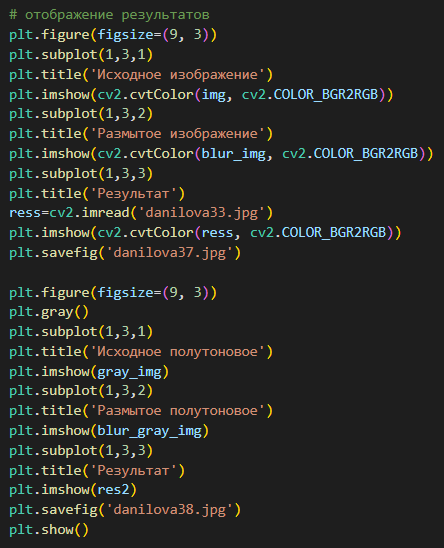 # отображение результатов
plt.figure(figsize=(9, 3))
plt.subplot(1,3,1)
plt.title('Исходное изображение')
plt.imshow(cv2.cvtColor(img, cv2.COLOR_BGR2RGB))
plt.subplot(1,3,2)
plt.title('Размытое изображение')
plt.imshow(cv2.cvtColor(blur_img, cv2.COLOR_BGR2RGB))
plt.subplot(1,3,3)
plt.title('Результат')
ress=cv2.imread('danilova33.jpg')
plt.imshow(cv2.cvtColor(ress, cv2.COLOR_BGR2RGB))
plt.savefig('danilova37.jpg')

plt.figure(figsize=(9, 3))
plt.gray()
plt.subplot(1,3,1)
plt.title('Исходное полутоновое')
plt.imshow(gray_img)
plt.subplot(1,3,2)
plt.title('Размытое полутоновое')
plt.imshow(blur_gray_img)
plt.subplot(1,3,3)
plt.title('Результат')
plt.imshow(res2)
plt.savefig('danilova38.jpg')
plt.show()